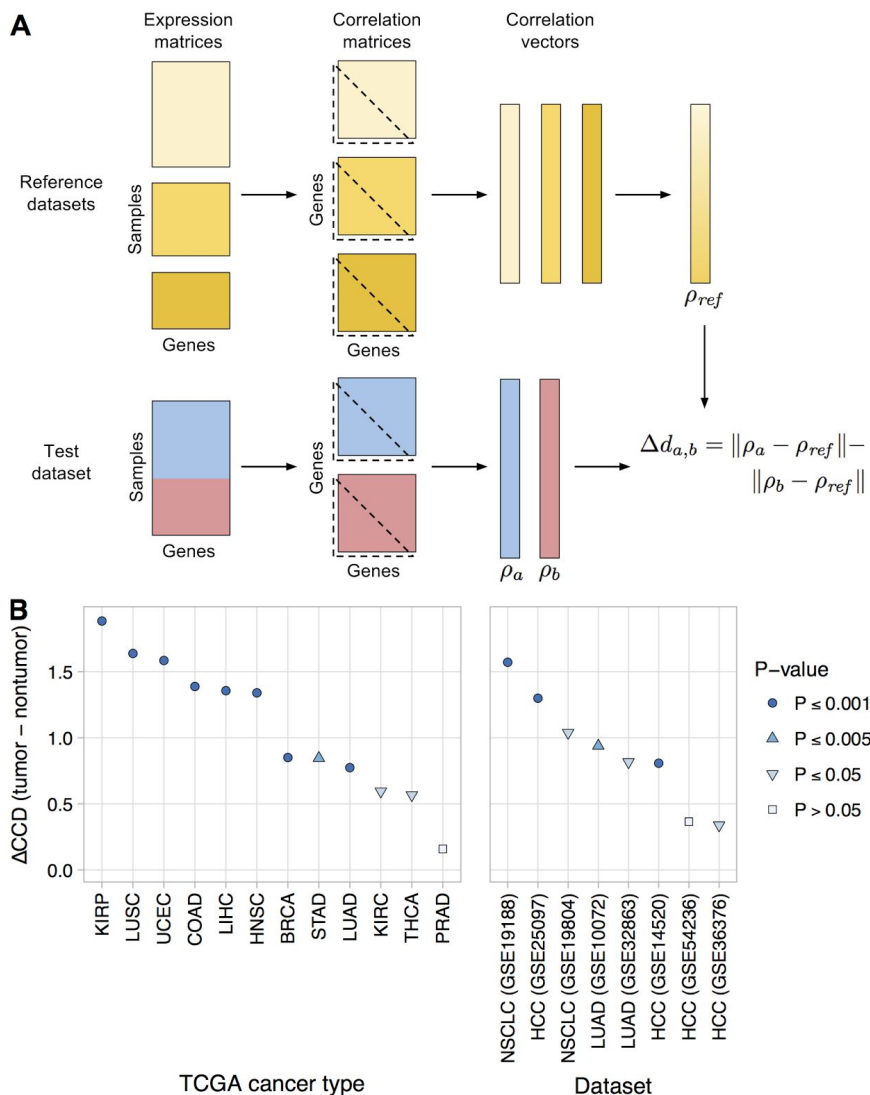 A
Expression
matrices
Correlation
matrices
Correlation
vectors
Reference
datasets
Samples
Genes
Genes
Genes
ρref
Test
dataset
Samples
Genes
Genes
Genes
ρa
ρb
Δda,b = ‖ρa − ρref‖−
‖ρb − ρref‖
B
ΔCCD (tumor − nontumor)
1.5
1.0
0.5
0.0
KIRP
LUSC
UCEC
COAD
LIHC
HNSC
BRCA
STAD
LUAD
KIRC
THCA
PRAD
TCGA cancer type
NSCLC (GSE19188)
HCC (GSE25097)
NSCLC (GSE19804)
LUAD (GSE10072)
LUAD (GSE32863)
HCC (GSE14520)
HCC (GSE54236)
HCC (GSE36376)
Dataset
P−value
P ≤ 0.001
P ≤ 0.005
P ≤ 0.05
P > 0.05